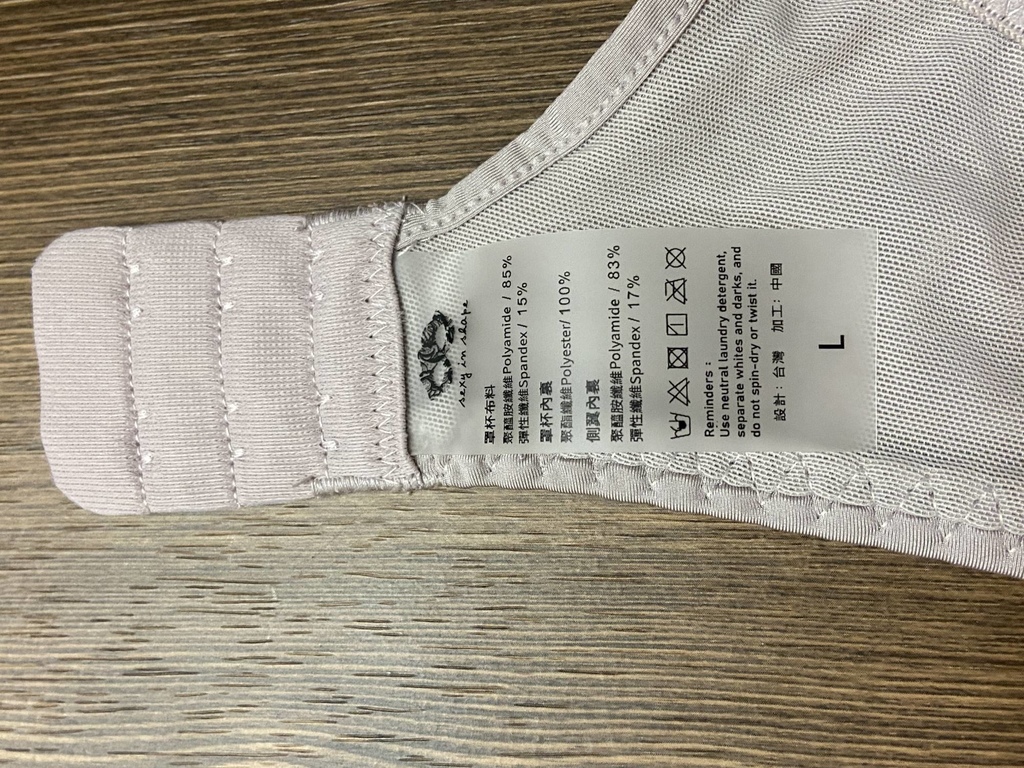 sexy in shape
罩杯布料
聚醯胺纖維Polyamide / 85%
彈性纖維Spandex / 15%
罩杯內裏
聚酯纖維Polyester/100%
側翼內裏
聚醯胺纖維Polyamide / 83%
彈性纖維Spandex / 17%
Reminders :
Use neutral laundry detergent,
separate whites and darks, and
do not spin-dry or twist it.
設計: 台灣 加工: 中國
L